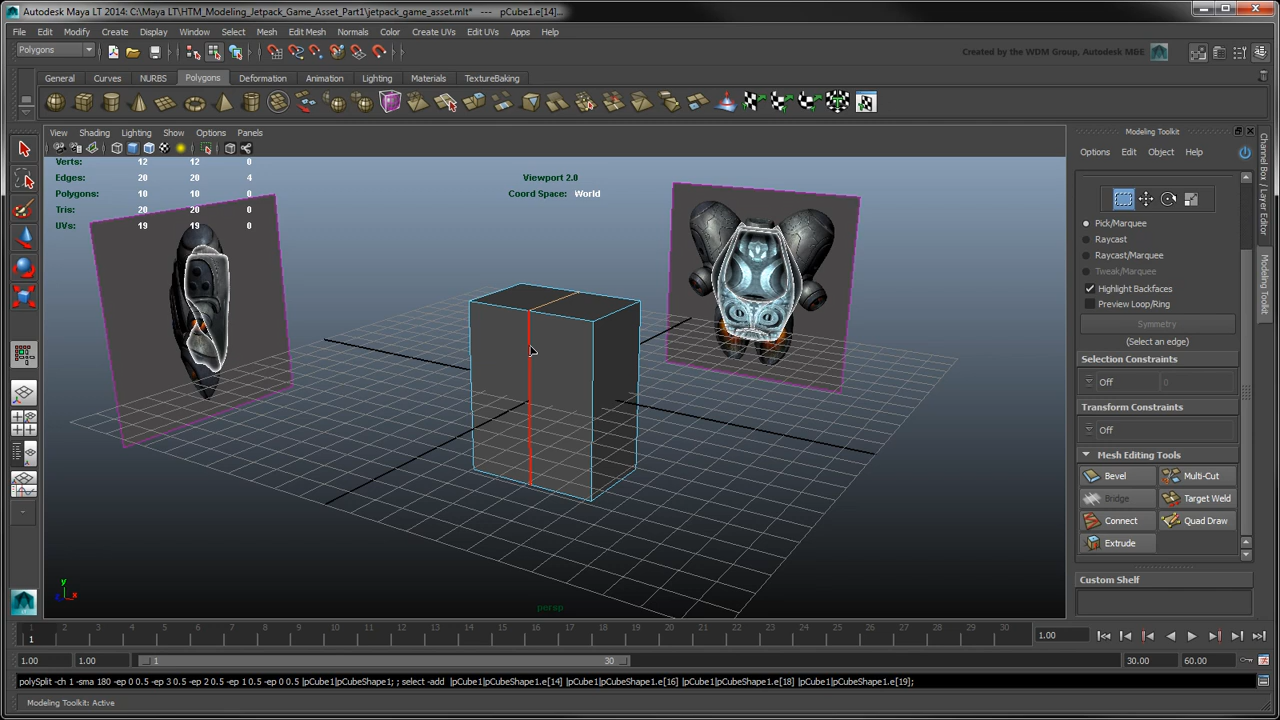 Autodesk Maya LT 2014: C:\Maya LT\HTM_Modeling_Jetpack_Game_Asset_Part1\jetpack_game_asset.mlt* --- pCube1.e[14]...
File Edit Modify Create Display Window Select Mesh Edit Mesh Normals Color Create UVs Edit UVs Apps Help
Polygons
Created by the WDM Group, Autodesk MBE
General Curves NURBS Polygons Deformation Animation Lighting Materials TextureBaking
View Shading Lighting Show Options Panels
Modeling Toolkit
Options Edit Object Help
Verts: 12 12 0
Edges: 20 20 4
Polygons: 10 10 0
Tris: 20 20 0
UVs: 19 19 0
Viewport 2.0
Coord Space: World
Pick/Marquee
Raycast
Raycast/Marquee
Tweak/Marquee
Highlight Backfaces
Preview Loop/Ring
Symmetry
(Select an edge)
Selection Constraints
Off 0
Transform Constraints
Off
Mesh Editing Tools
Bevel Multi-Cut
Bridge Target Weld
Connect Quad Draw
Extrude
Custom Shelf
Channel Box / Layer Editor
Modeling Toolkit
y
x
persp
1 2 3 4 5 6 7 8 9 10 11 12 13 14 15 16 17 18 19 20 21 22 23 24 25 26 27 28 29 30
1
1.00
1.00 1.00 1 30 30.00 60.00
polySplit -ch 1 -sma 180 -ep 0 0.5 -ep 3 0.5 -ep 2 0.5 -ep 1 0.5 -ep 0 0.5 |pCube1|pCubeShape1; ; select -add |pCube1|pCubeShape1.e[14] |pCube1|pCubeShape1.e[16] |pCube1|pCubeShape1.e[18] |pCube1|pCubeShape1.e[19];
Modeling Toolkit: Active